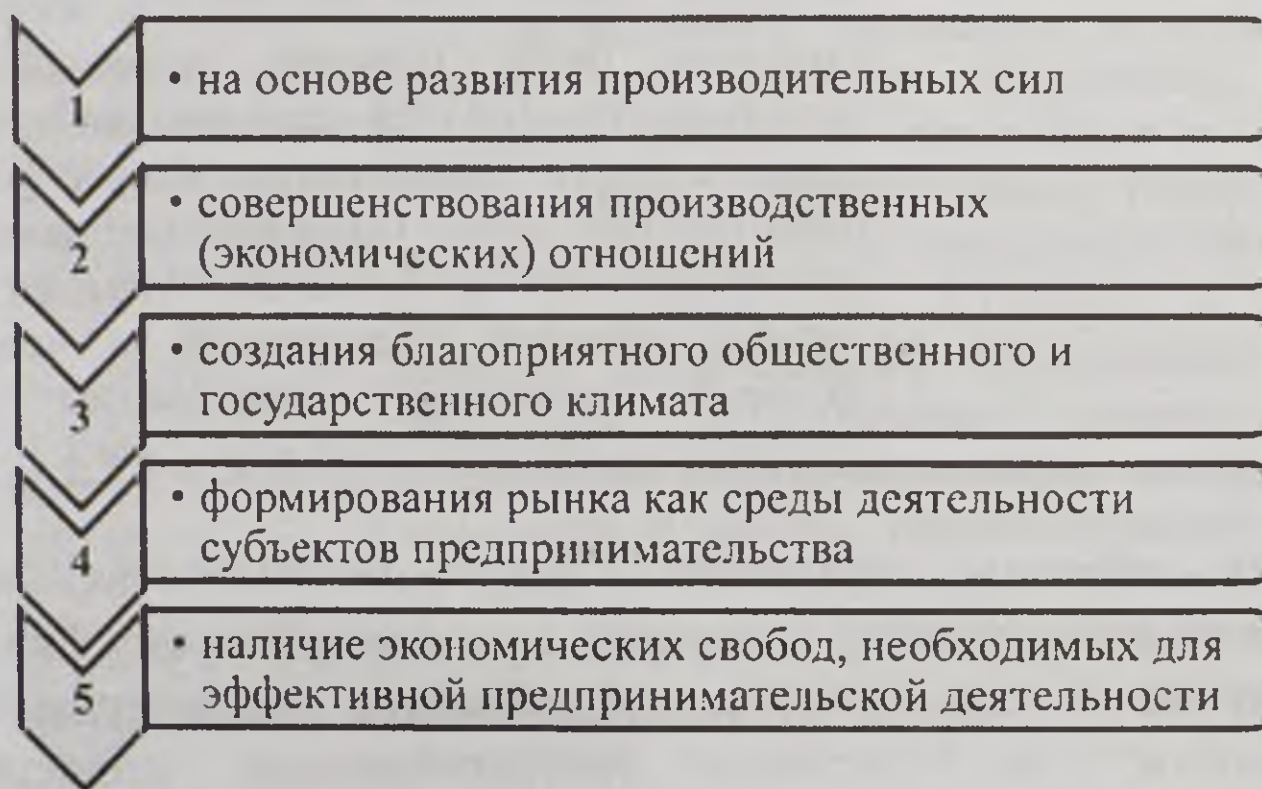 1
• на основе развития производительных сил
2
• совершенствования производственных
(экономических) отношений
3
• создания благоприятного общественного и
государственного климата
4
• формирования рынка как среды деятельности
субъектов предпринимательства
5
• наличие экономических свобод, необходимых для
эффективной предпринимательской деятельности